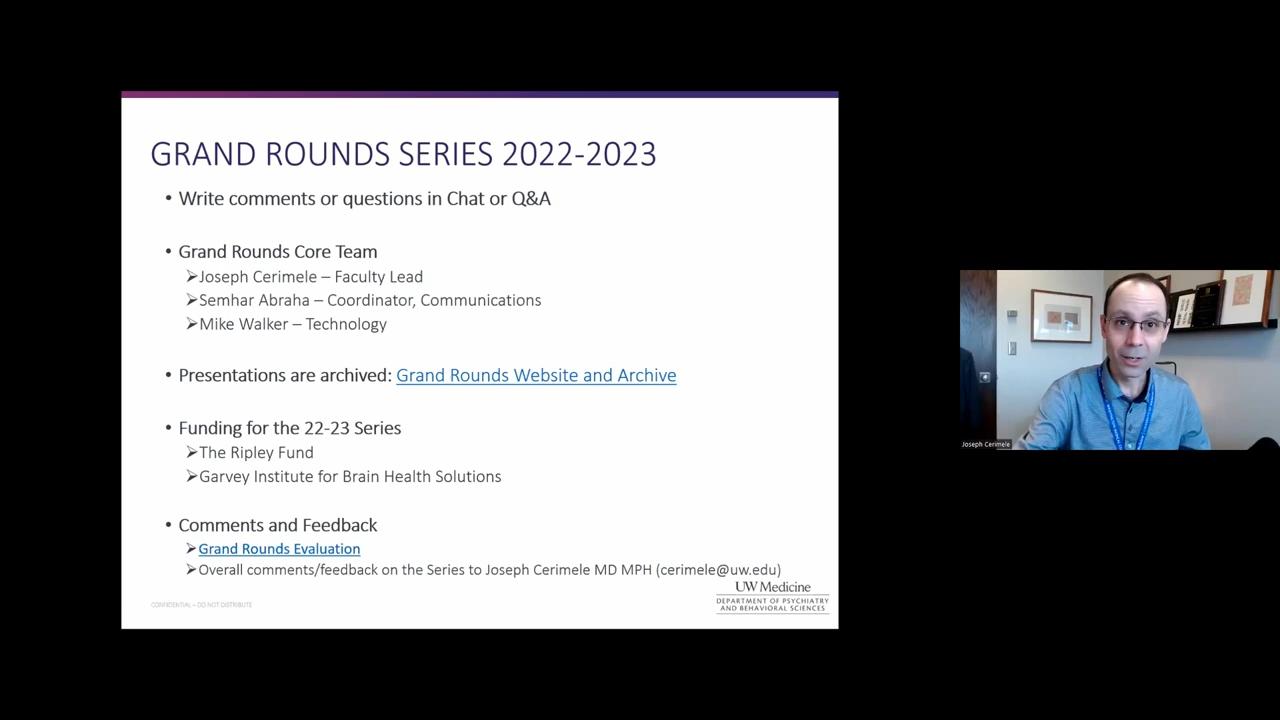 GRAND ROUNDS SERIES 2022-2023
• Write comments or questions in Chat or Q&A
• Grand Rounds Core Team
➢Joseph Cerimele – Faculty Lead
➢Semhar Abraha – Coordinator, Communications
➢Mike Walker – Technology
• Presentations are archived: Grand Rounds Website and Archive
• Funding for the 22-23 Series
➢The Ripley Fund
➢Garvey Institute for Brain Health Solutions
• Comments and Feedback
➢Grand Rounds Evaluation
➢Overall comments/feedback on the Series to Joseph Cerimele MD MPH (cerimele@uw.edu)
UW Medicine
DEPARTMENT OF PSYCHIATRY
AND BEHAVIORAL SCIENCES
CONFIDENTIAL – DO NOT DISTRIBUTE
Joseph Cerimele